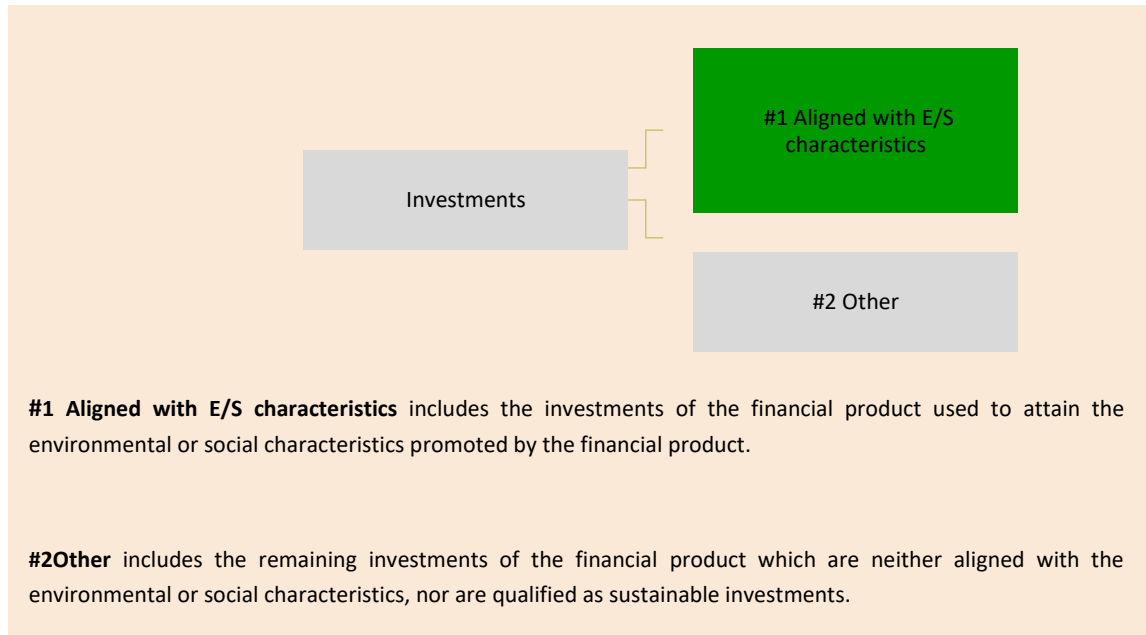 #1 Aligned with E/S
characteristics
Investments
#2 Other
#1 Aligned with E/S characteristics includes the investments of the financial product used to attain the
environmental or social characteristics promoted by the financial product.
#2Other includes the remaining investments of the financial product which are neither aligned with the
environmental or social characteristics, nor are qualified as sustainable investments.